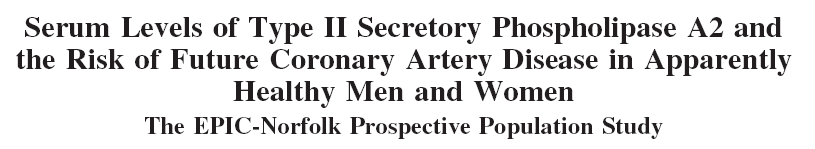 Serum Levels of Type II Secretory Phospholipase A2 and
the Risk of Future Coronary Artery Disease in Apparently
Healthy Men and Women
The EPIC-Norfolk Prospective Population Study